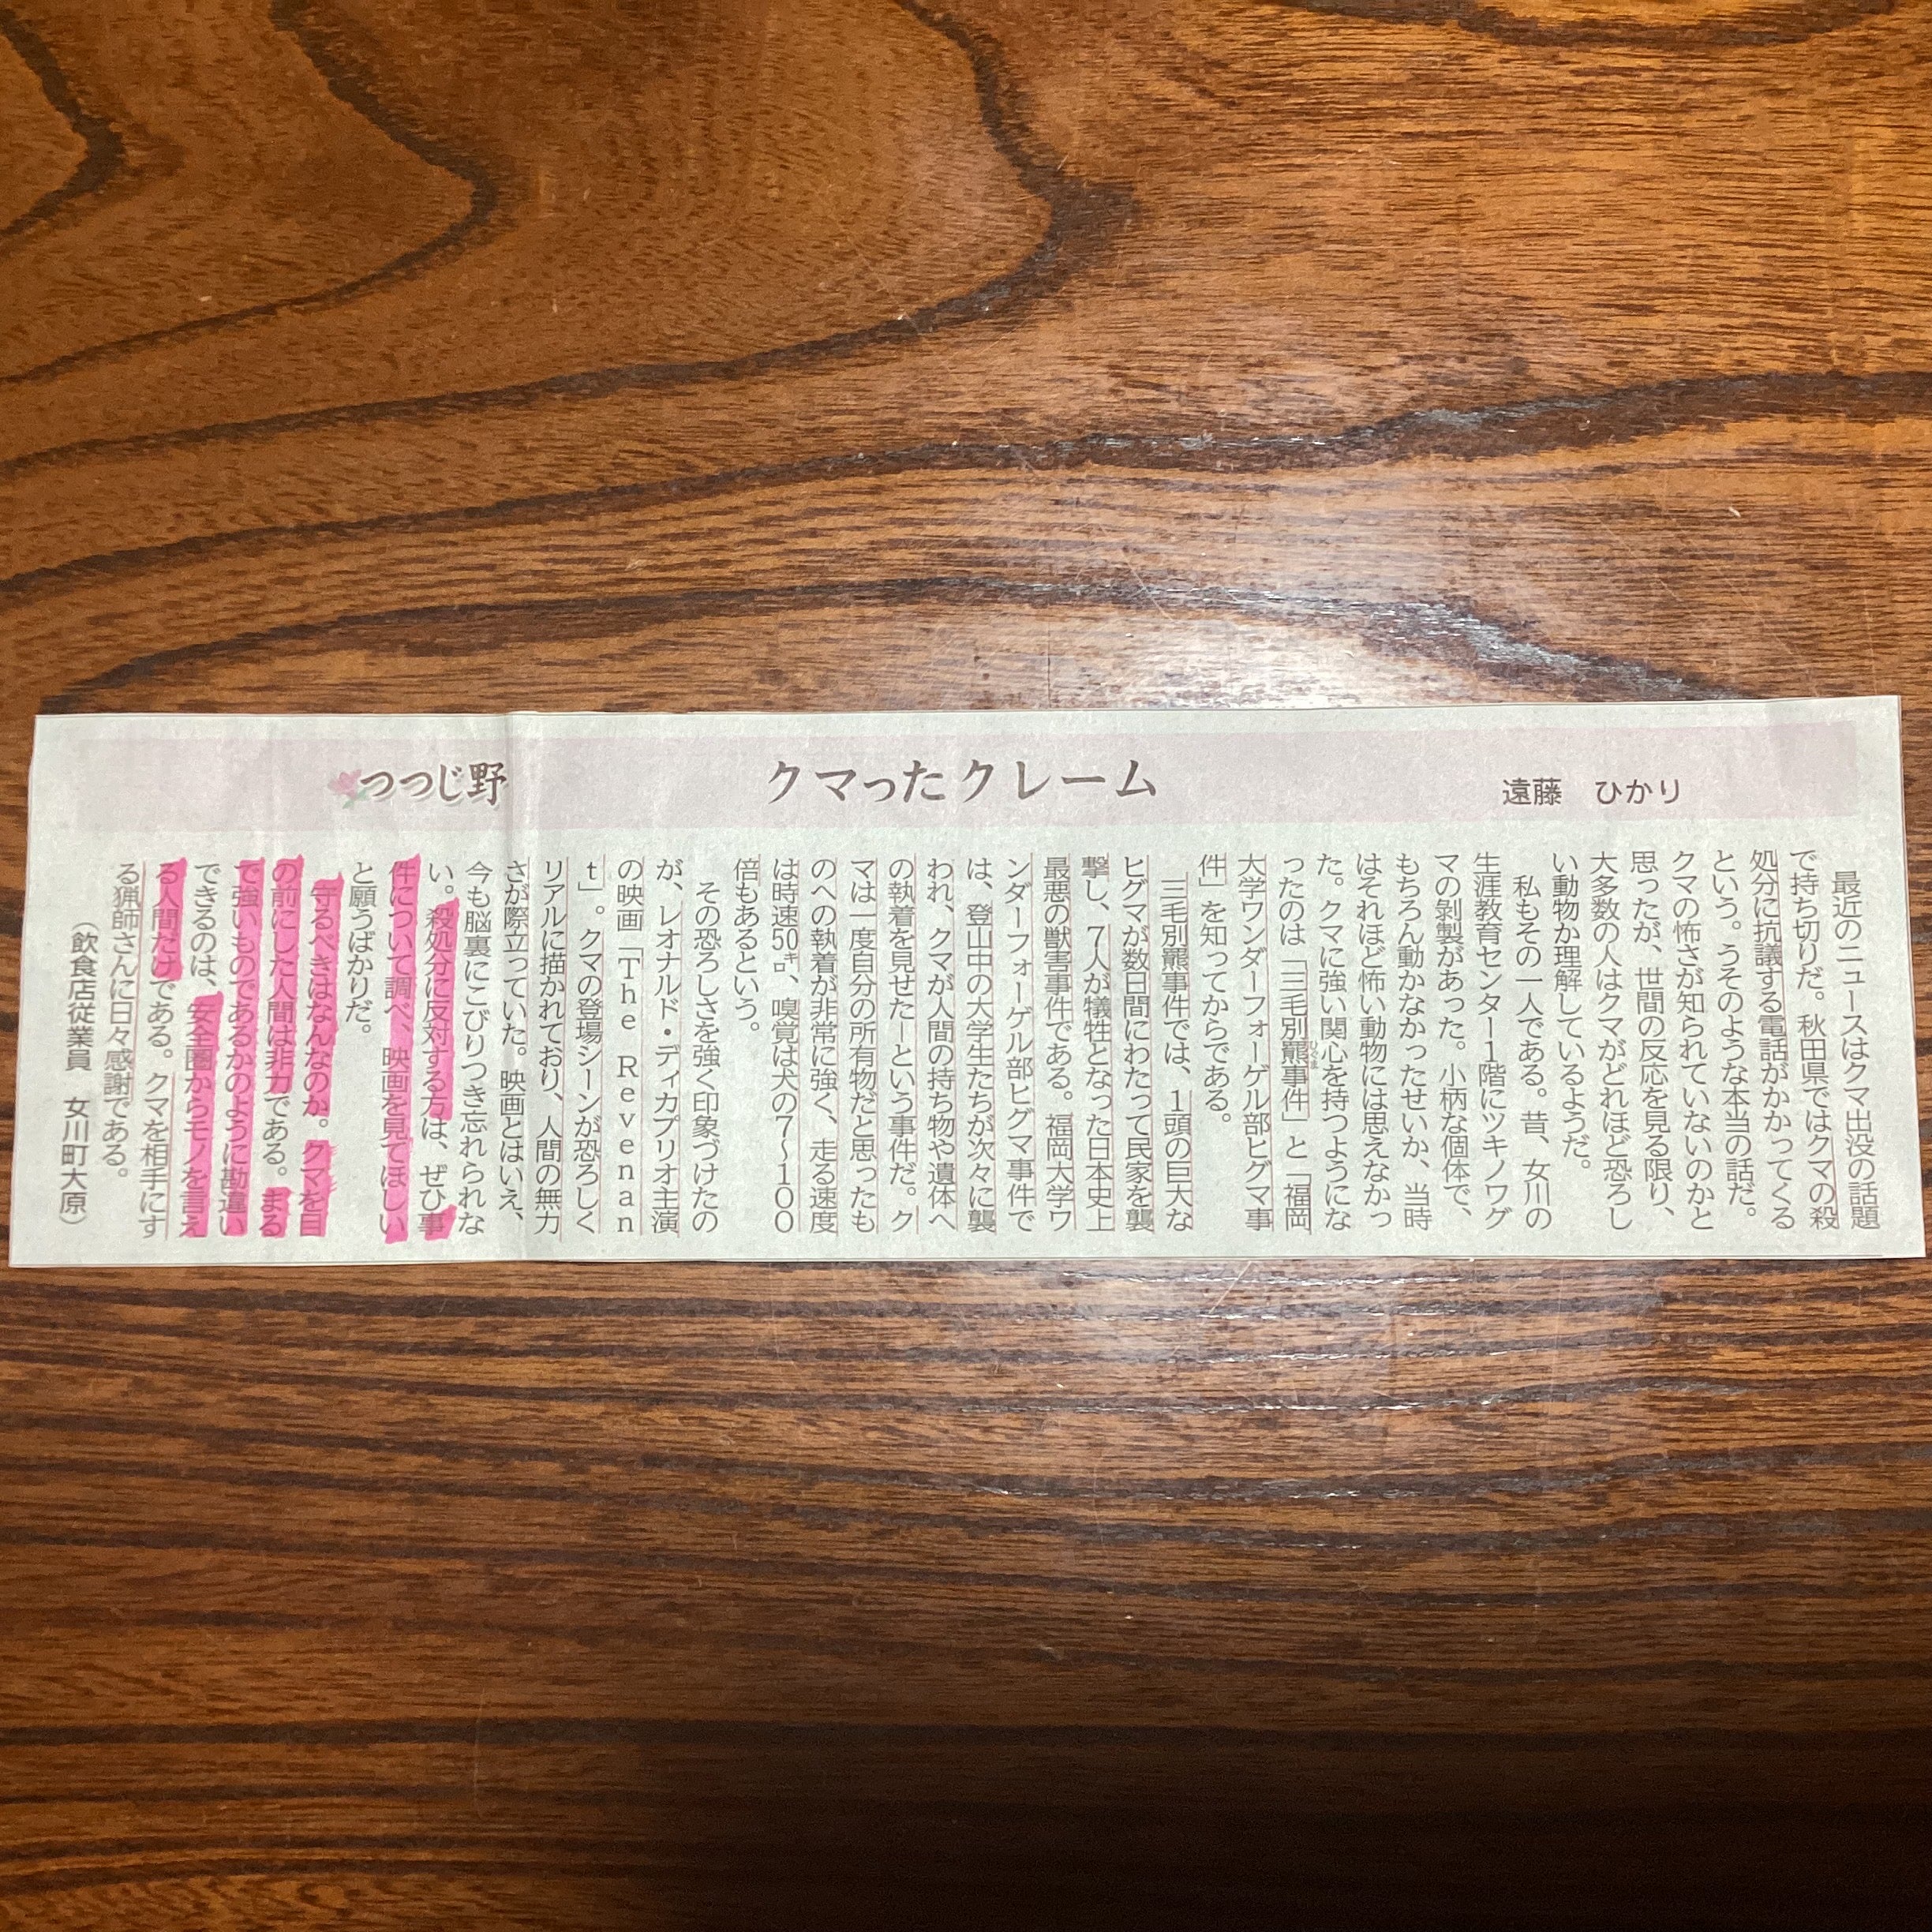 つつじ野
クマったクレーム
遠藤　ひかり
最近のニュースはクマ出没の話題
で持ち切りだ。秋田県ではクマの殺
処分に抗議する電話がかかってくる
という。うそのような本当の話だ。
クマの怖さが知られていないのかと
思ったが、世間の反応を見る限り、
大多数の人はクマがどれほど恐ろし
い動物か理解しているようだ。
私もその一人である。昔、女川の
生涯教育センター1階にツキノワグ
マの剝製があった。小柄な個体で、
もちろん動かなかったせいか、当時
はそれほど怖い動物には思えなかっ
た。クマに強い関心を持つようにな
ったのは「三毛別羆事件」と「福岡
ひぐま
大学ワンダーフォーゲル部ヒグマ事
件」を知ってからである。
三毛別羆事件では、1頭の巨大な
ヒグマが数日間にわたって民家を襲
撃し、7人が犠牲となった日本史上
最悪の獣害事件である。福岡大学ワ
ンダーフォーゲル部ヒグマ事件で
は、登山中の大学生たちが次々に襲
われ、クマが人間の持ち物や遺体へ
の執着を見せた―という事件だ。ク
マは一度自分の所有物だと思ったも
のへの執着が非常に強く、走る速度
は時速50㌔、嗅覚は犬の7～100
倍もあるという。
その恐ろしさを強く印象づけたの
が、レオナルド・ディカプリオ主演
の映画「The Revenan
t」。クマの登場シーンが恐ろしく
リアルに描かれており、人間の無力
さが際立っていた。映画とはいえ、
今も脳裏にこびりつき忘れられな
い。殺処分に反対する方は、ぜひ事
件について調べ、映画を見てほしい
と願うばかりだ。
守るべきはなんなのか。クマを目
の前にした人間は非力である。まる
で強いものであるかのように勘違い
できるのは、安全圏からモノを言え
る人間だけである。クマを相手にす
る猟師さんに日々感謝である。
（飲食店従業員　女川町大原）